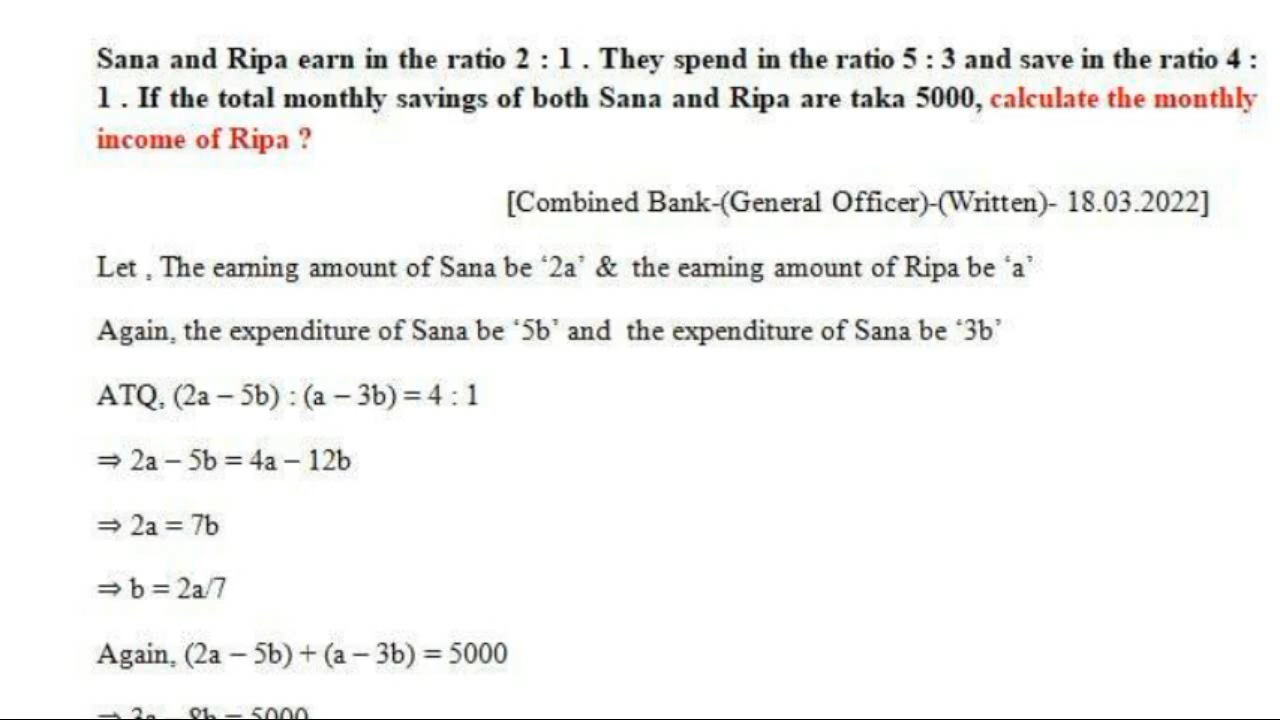 Sana and Ripa earn in the ratio 2 : 1 . They spend in the ratio 5 : 3 and save in the ratio 4 :
1 . If the total monthly savings of both Sana and Ripa are taka 5000, calculate the monthly
income of Ripa ?
[Combined Bank-(General Officer)-(Written)- 18.03.2022]
Let , The earning amount of Sana be ‘2a’ & the earning amount of Ripa be ‘a’
Again, the expenditure of Sana be ‘5b’ and the expenditure of Sana be ‘3b’
ATQ, (2a – 5b) : (a – 3b) = 4 : 1
⇒ 2a – 5b = 4a – 12b
⇒ 2a = 7b
⇒ b = 2a/7
Again, (2a – 5b) + (a – 3b) = 5000
⇒ 3a – 8b = 5000